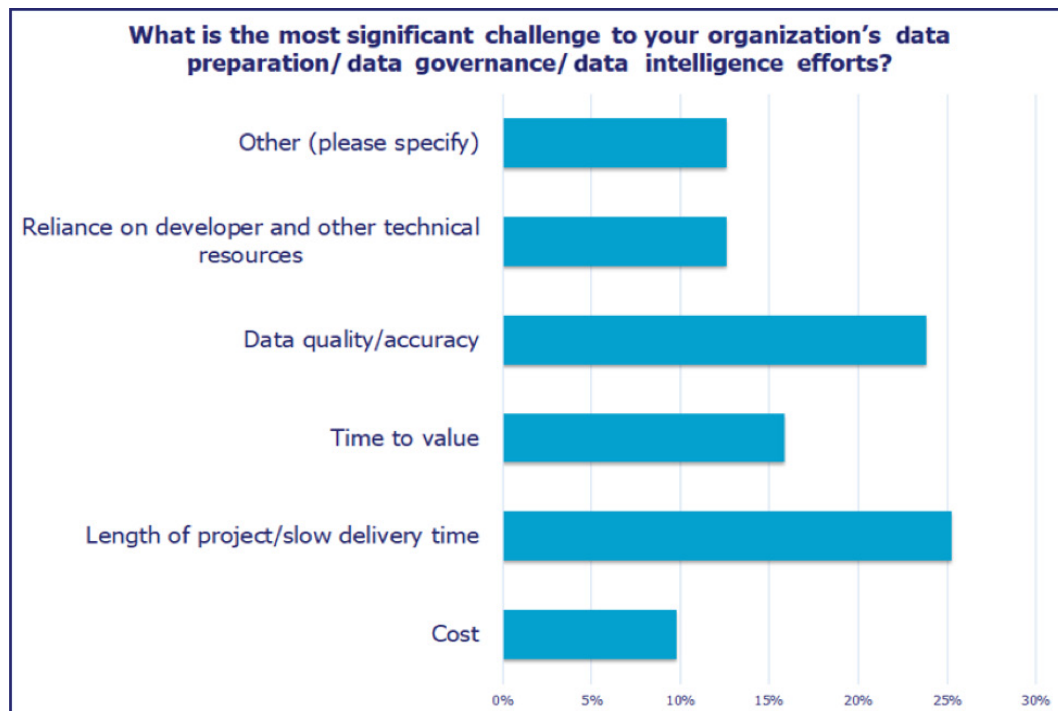 What is the most significant challenge to your organization’s data
preparation/ data governance/ data intelligence efforts?
Other (please specify)
Reliance on developer and other technical
resources
Data quality/accuracy
Time to value
Length of project/slow delivery time
Cost
0% 5% 10% 15% 20% 25% 30%